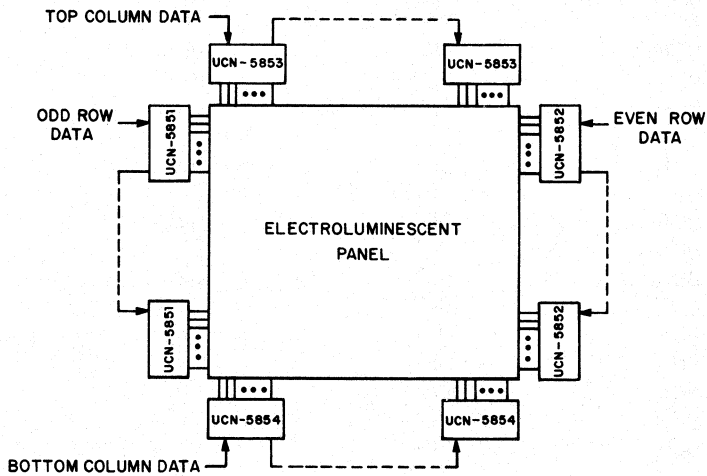 TOP COLUMN DATA
UCN-5853
UCN-5853
ODD ROW
DATA
UCN-5851
UCN-5852
EVEN ROW
DATA
ELECTROLUMINESCENT
PANEL
UCN-5851
UCN-5852
UCN-5854
UCN-5854
BOTTOM COLUMN DATA